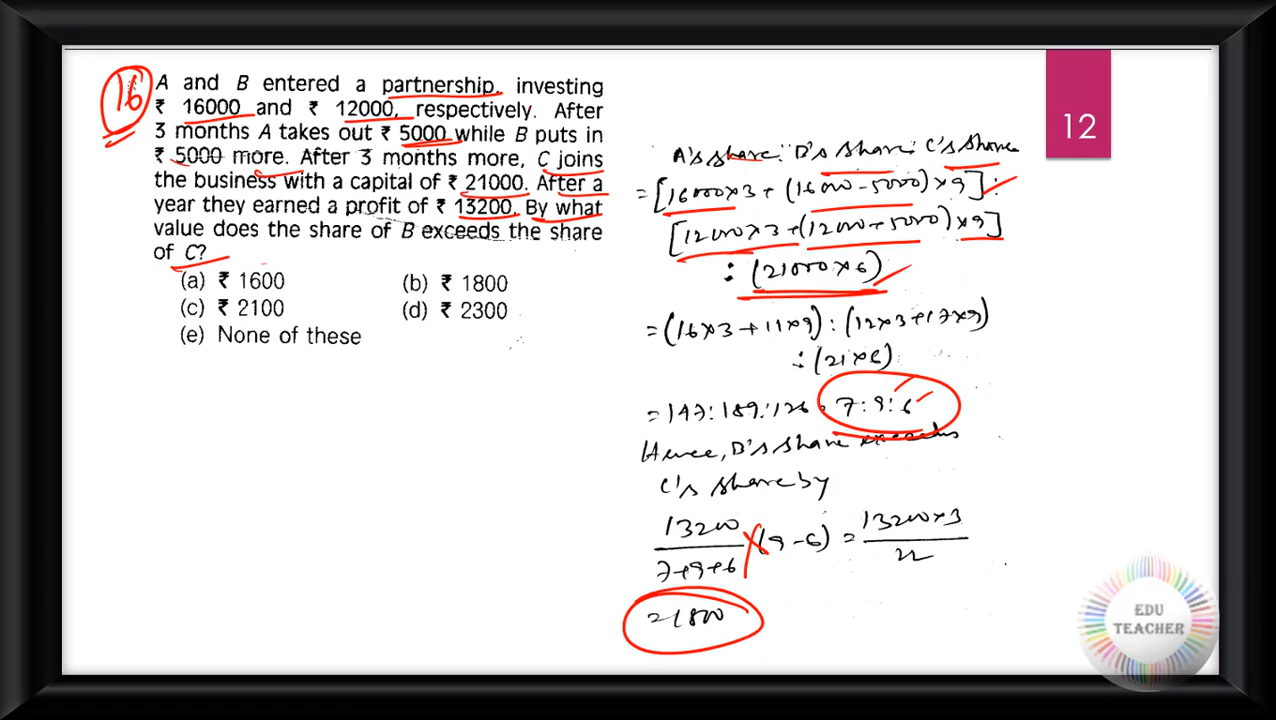 16
A and B entered a partnership, investing
₹ 16000 and ₹ 12000, respectively. After
3 months A takes out ₹ 5000 while B puts in
₹ 5000 more. After 3 months more, C joins
the business with a capital of ₹ 21000. After a
year they earned a profit of ₹ 13200. By what
value does the share of B exceeds the share
of C?
(a) ₹ 1600 (b) ₹ 1800
(c) ₹ 2100 (d) ₹ 2300
(e) None of these
12
A's share : B's share : C's share
= [16000×3 + (16000-5000)×9] :
[12000×3+(12000+5000)×9]
: (21000×6)
= (16×3+11×9) : (12×3+17×9)
: (21×6)
= 147:189:126 = 7:9:6
Hence, B's share exceeds
C's share by
13200
7+9+6
×(9-6) =
13200×3
22
=1800
EDU
TEACHER